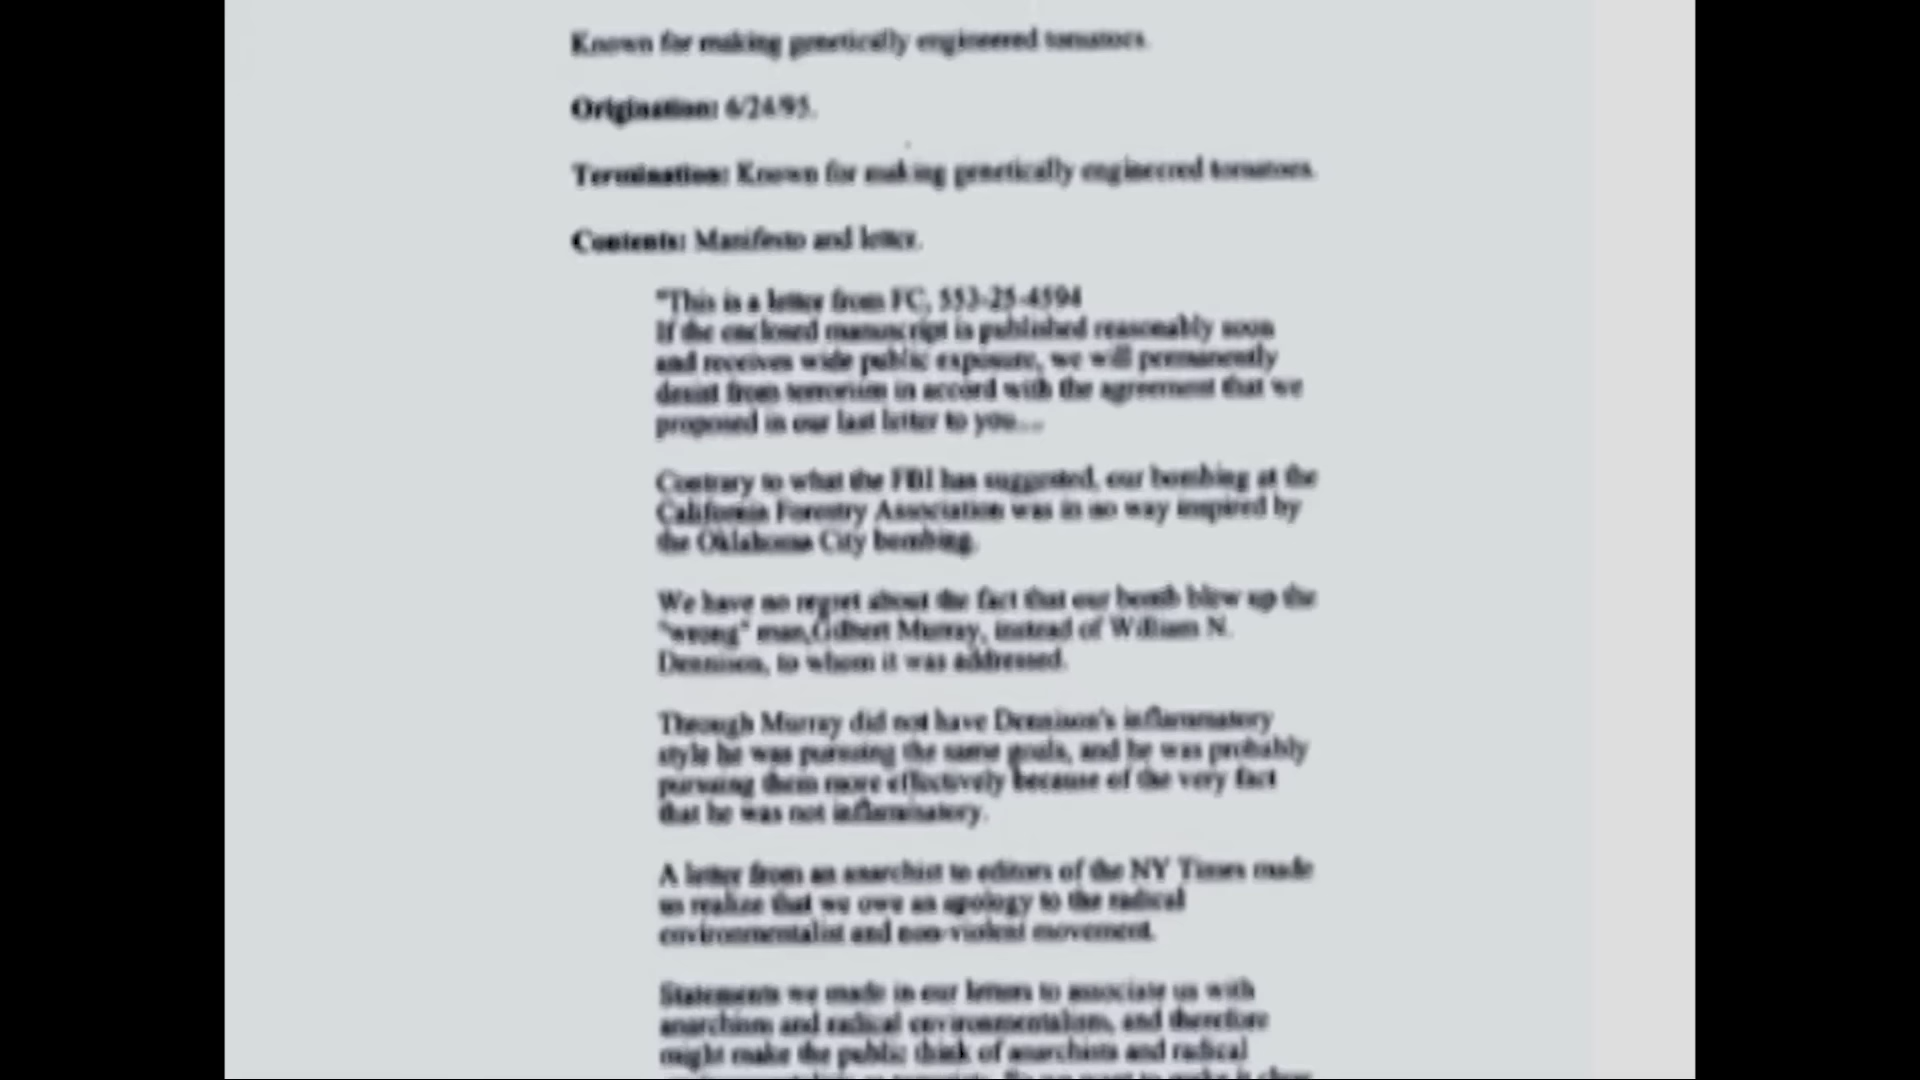 Known for making genetically engineered tomatoes.
Origination: 6/24/95.
Termination: Known for making genetically engineered tomatoes.
Contents: Manifesto and letter.
"This is a letter from FC, 553-25-4594
If the enclosed manuscript is published reasonably soon
and receives wide public exposure, we will permanently
desist from terrorism in accord with the agreement that we
proposed in our last letter to you....
Contrary to what the FBI has suggested, our bombing at the
California Forestry Association was in no way inspired by
the Oklahoma City bombing.
We have no regret about the fact that our bomb blew up the
"wrong" man,Gilbert Murray, instead of William N.
Dennison, to whom it was addressed.
Through Murray did not have Dennison's inflammatory
style he was pursuing the same goals, and he was probably
pursuing them more effectively because of the very fact
that he was not inflammatory.
A letter from an anarchist to editors of the NY Times made
us realize that we owe an apology to the radical
environmentalist and non-violent movement.
Statements we made in our letters to associate us with
anarchism and radical environmentalism, and therefore
might make the public think of anarchists and radical